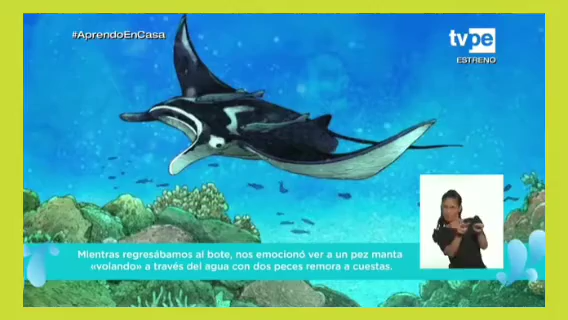 #AprendoEnCasa
tvpe
ESTRENO
Mientras regresábamos al bote, nos emocionó ver a un pez manta
«volando» a través del agua con dos peces remora a cuestas.